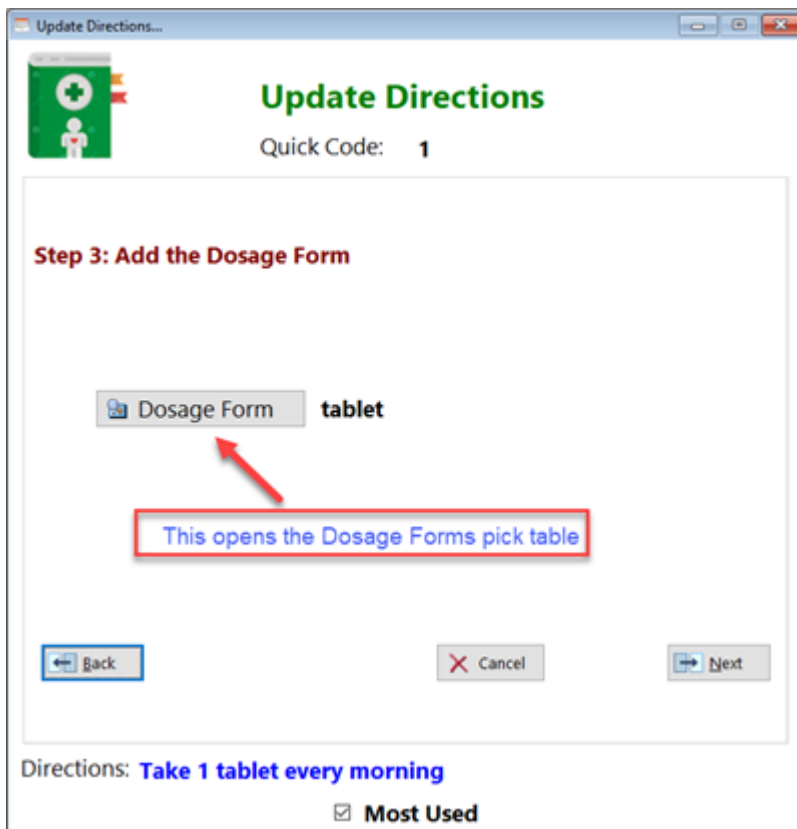 Update Directions...
Update Directions
Quick Code: 1
Step 3: Add the Dosage Form
Dosage Form tablet
This opens the Dosage Forms pick table
Back Cancel Next
Directions: Take 1 tablet every morning
Most Used